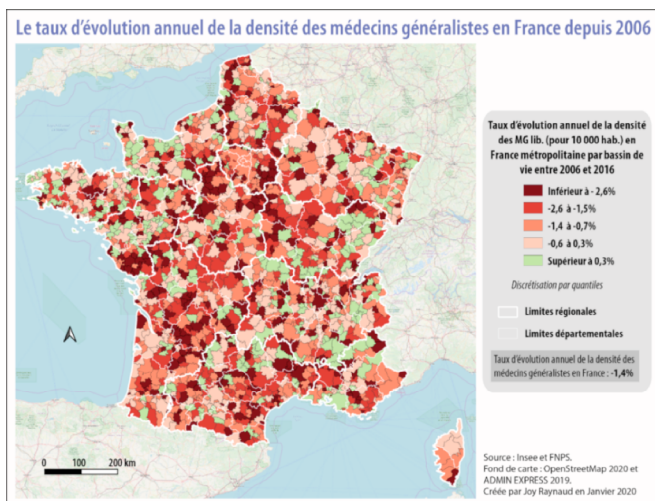 Le taux d'évolution annuel de la densité des médecins généralistes en France depuis 2006
Taux d'évolution annuel de la densité
des MG lib. (pour 10 000 hab.) en
France métropolitaine par bassin de
vie entre 2006 et 2016
Inférieur à - 2,6%
-2,6 à -1,5%
-1,4 à -0,7%
-0,6 à 0,3%
Supérieur à 0,3%
Discrétisation par quantiles
Limites régionales
Limites départementales
Taux d'évolution annuel de la densité des
médecins généralistes en France : -1,4%
0 100 200 km
Source : Insee et FNPS.
Fond de carte : OpenStreetMap 2020 et
ADMIN EXPRESS 2019.
Créée par Joy Raynaud en Janvier 2020